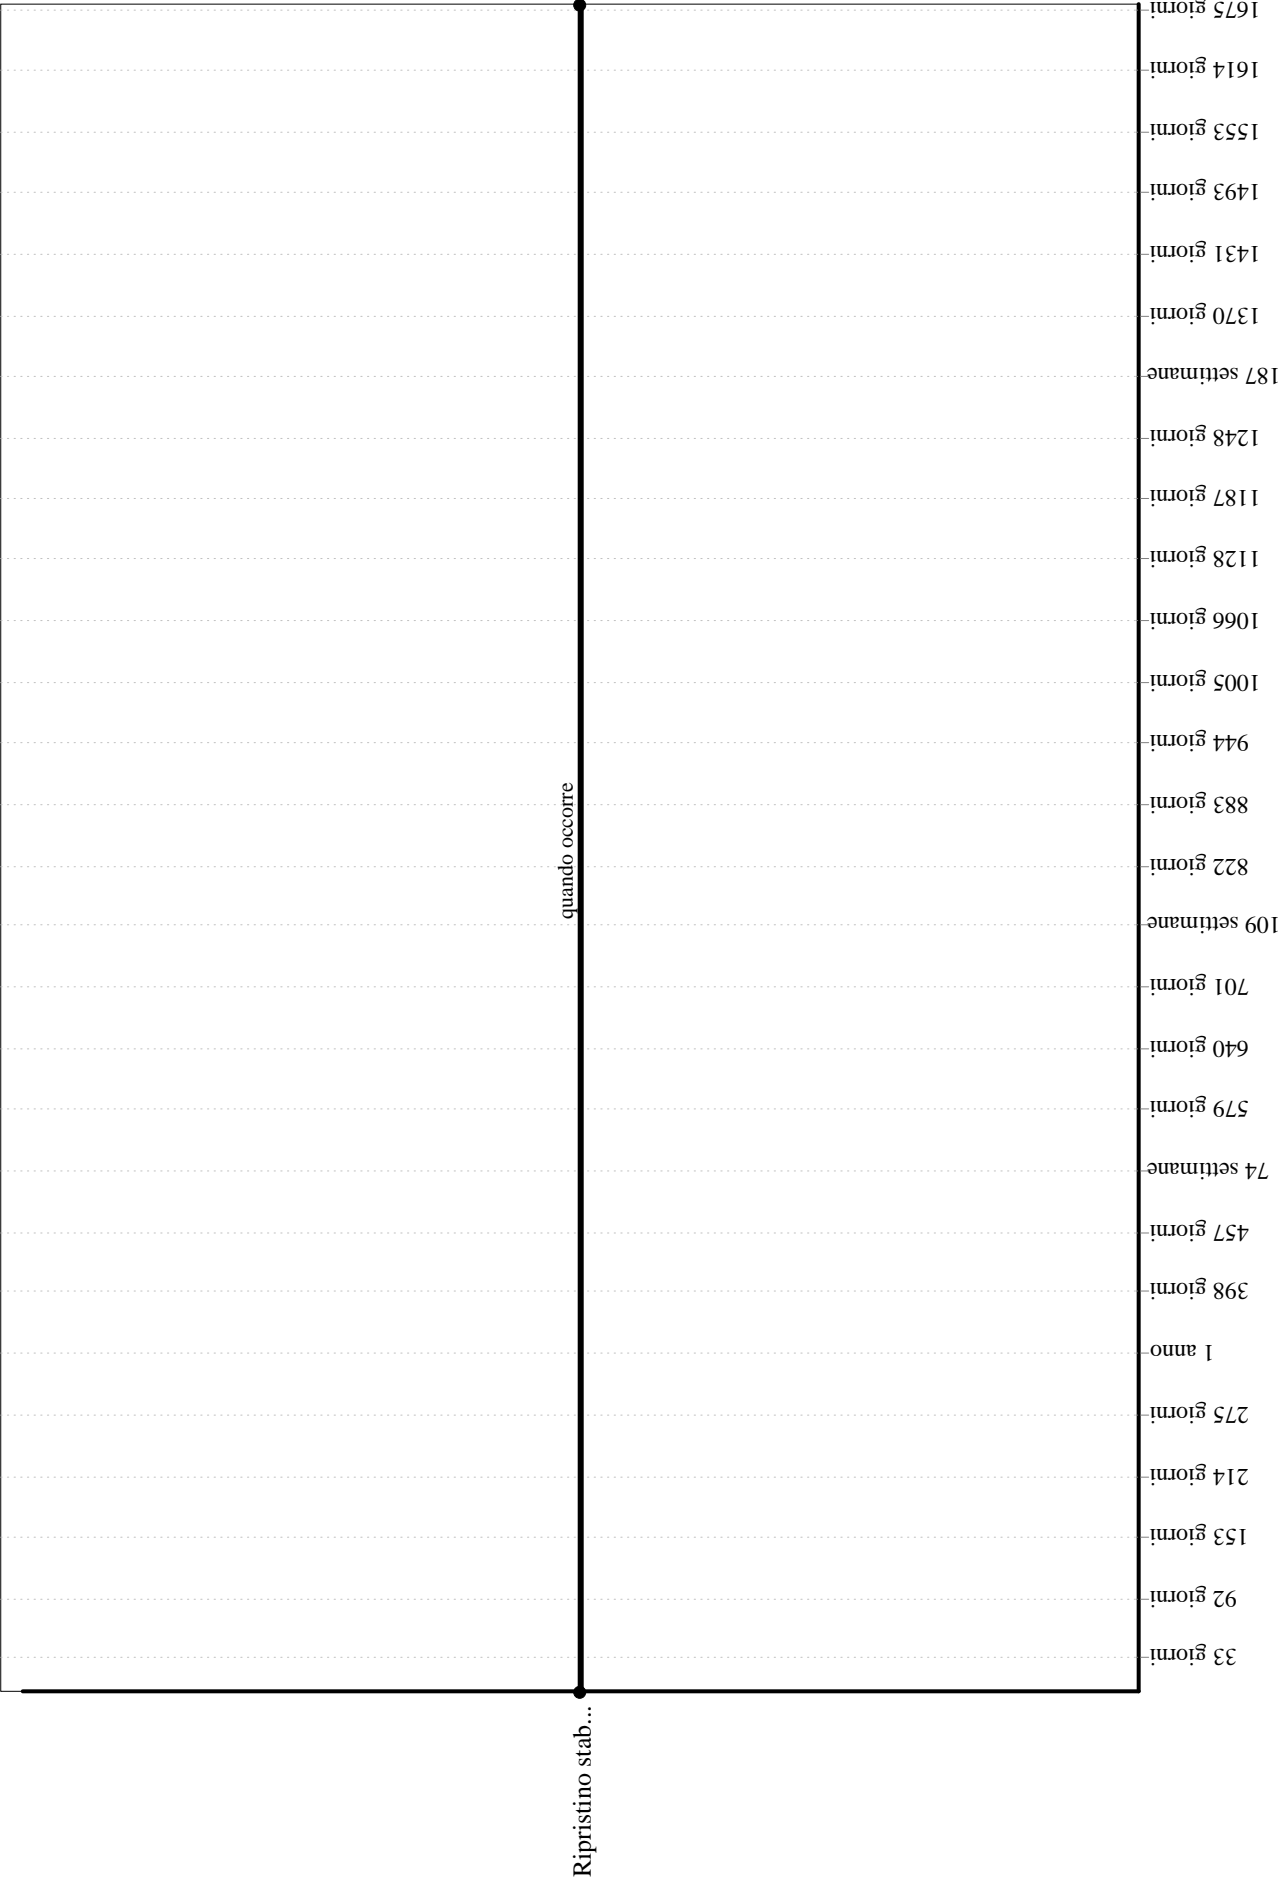 1675 giorni
1614 giorni
1553 giorni
1493 giorni
1431 giorni
1370 giorni
187 settimane
1248 giorni
1187 giorni
1128 giorni
1066 giorni
1005 giorni
944 giorni
883 giorni
822 giorni
109 settimane
701 giorni
640 giorni
579 giorni
74 settimane
457 giorni
398 giorni
1 anno
275 giorni
214 giorni
153 giorni
92 giorni
33 giorni
quando occorre
Ripristino stab...